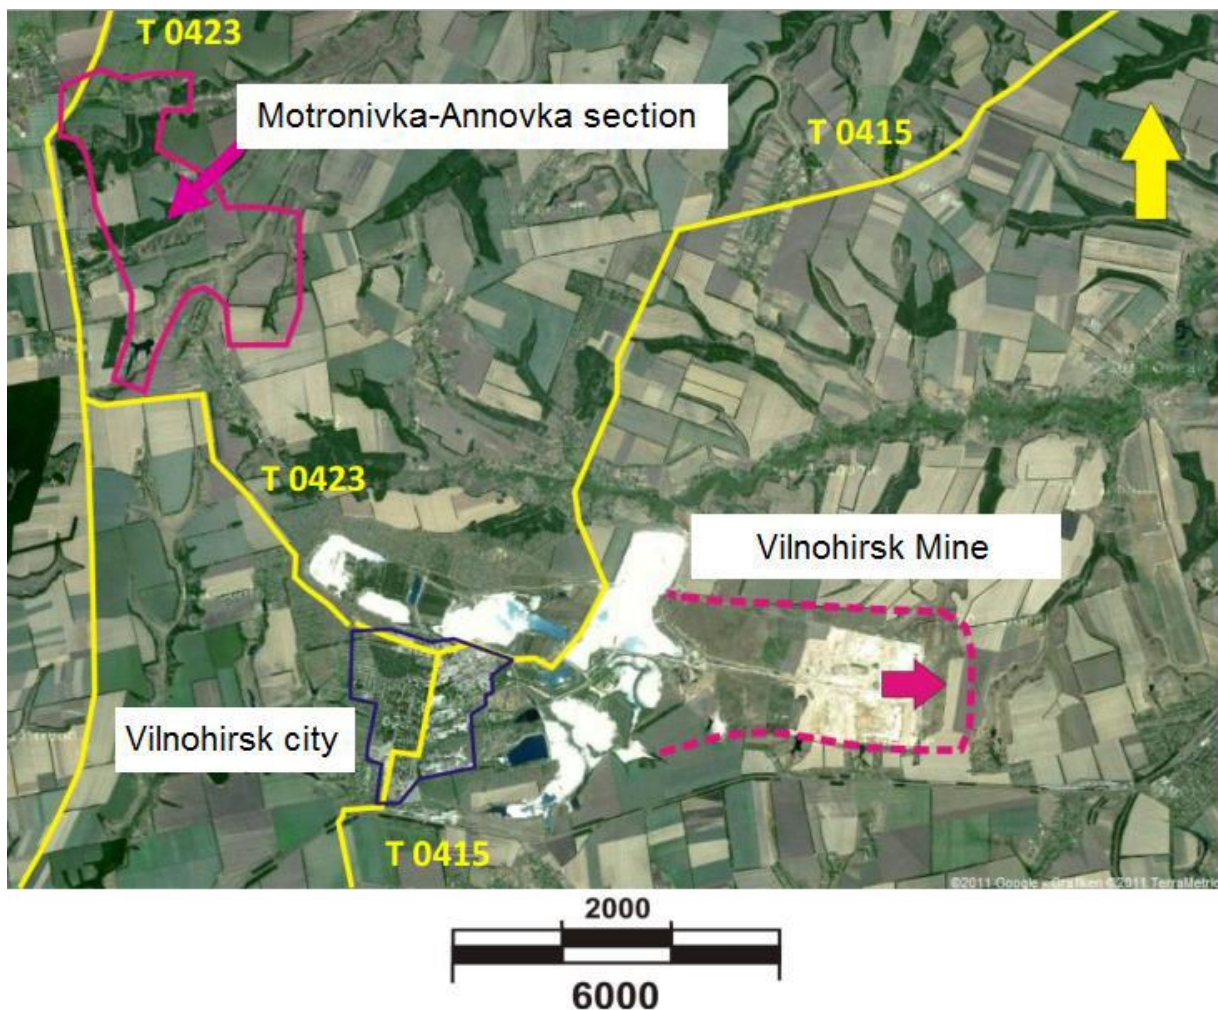 T 0423
Motronivka-Annovka section
T 0415
T 0423
Vilnohirsk Mine
Vilnohirsk city
T 0415
©2011 Google - Grafiken ©2011 TerraMetrics
2000
6000